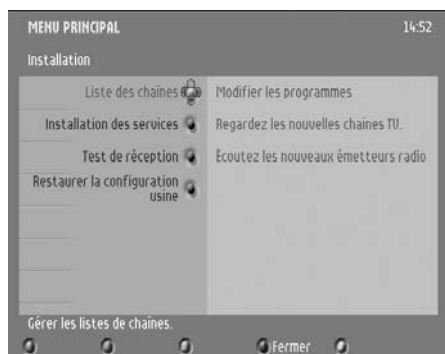 MENU PRINCIPAL 14:52
Installation
Liste des chaînes Modifier les programmes
Installation des services Regardez les nouvelles chaînes TV.
Test de réception Écoutez les nouveaux émetteurs radio
Restaurer la configuration
usine
Gérer les listes de chaînes.
Fermer